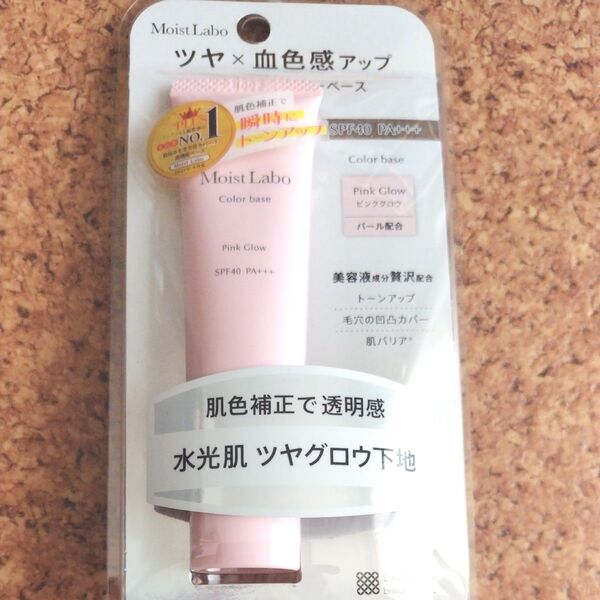 Moist Labo
ツヤ×血色感アップ
ベース
No.1
肌色補正で
瞬時に
トーンアップ
SPF40 PA+++
Moist Labo
Color base
Pink Glow
SPF40 PA+++
Color base
Pink Glow
ピンクグロウ
パール配合
美容液成分贅沢配合
トーンアップ
毛穴の凹凸カバー
肌バリア
肌色補正で透明感
水光肌 ツヤグロウ下地